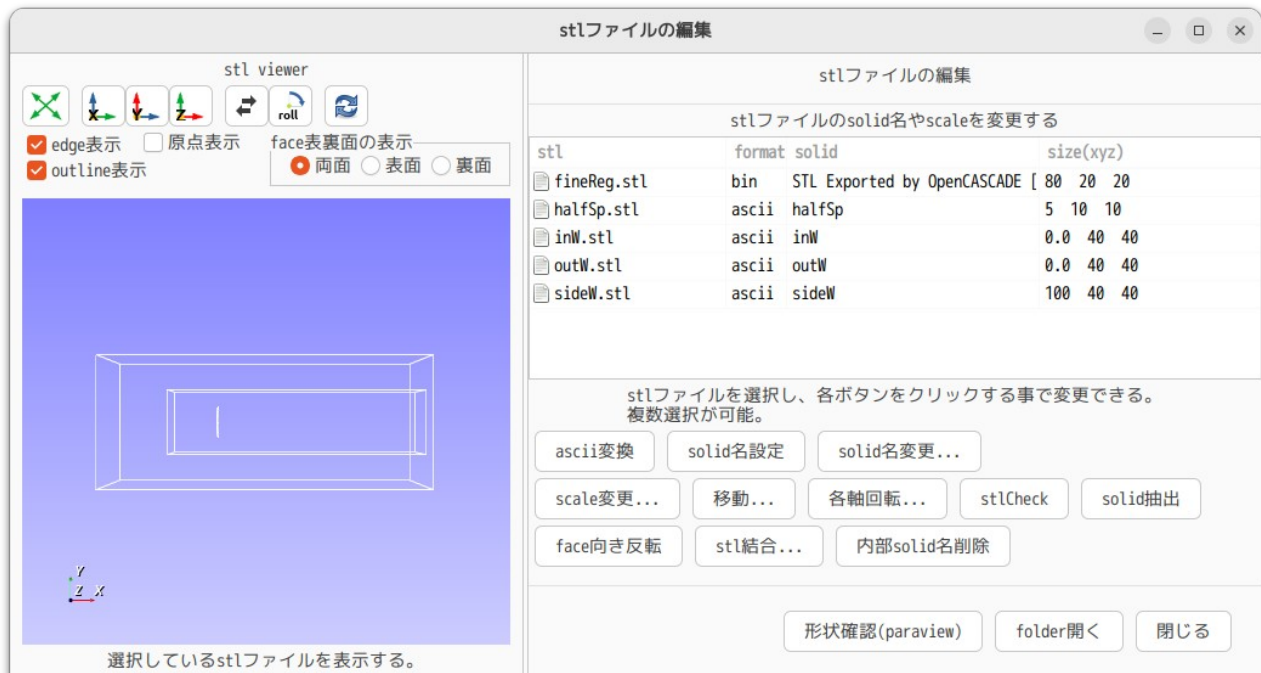 stlファイルの編集
stl viewer
X Y Z roll
edge表示 原点表示
outline表示
face表裏面の表示
両面 表面 裏面
Y
Z X
選択しているstlファイルを表示する。
stlファイルの編集
stlファイルのsolid名やscaleを変更する
stl format solid size(xyz)
fineReg.stl bin STL Exported by OpenCASCADE [ 80 20 20
halfSp.stl ascii halfSp 5 10 10
inW.stl ascii inW 0.0 40 40
outW.stl ascii outW 0.0 40 40
sideW.stl ascii sideW 100 40 40
stlファイルを選択し、各ボタンをクリックする事で変更できる。
複数選択が可能。
ascii変換 solid名設定 solid名変更...
scale変更... 移動... 各軸回転... stlCheck solid抽出
face向き反転 stl結合... 内部solid名削除
形状確認(paraview) folder開く 閉じる